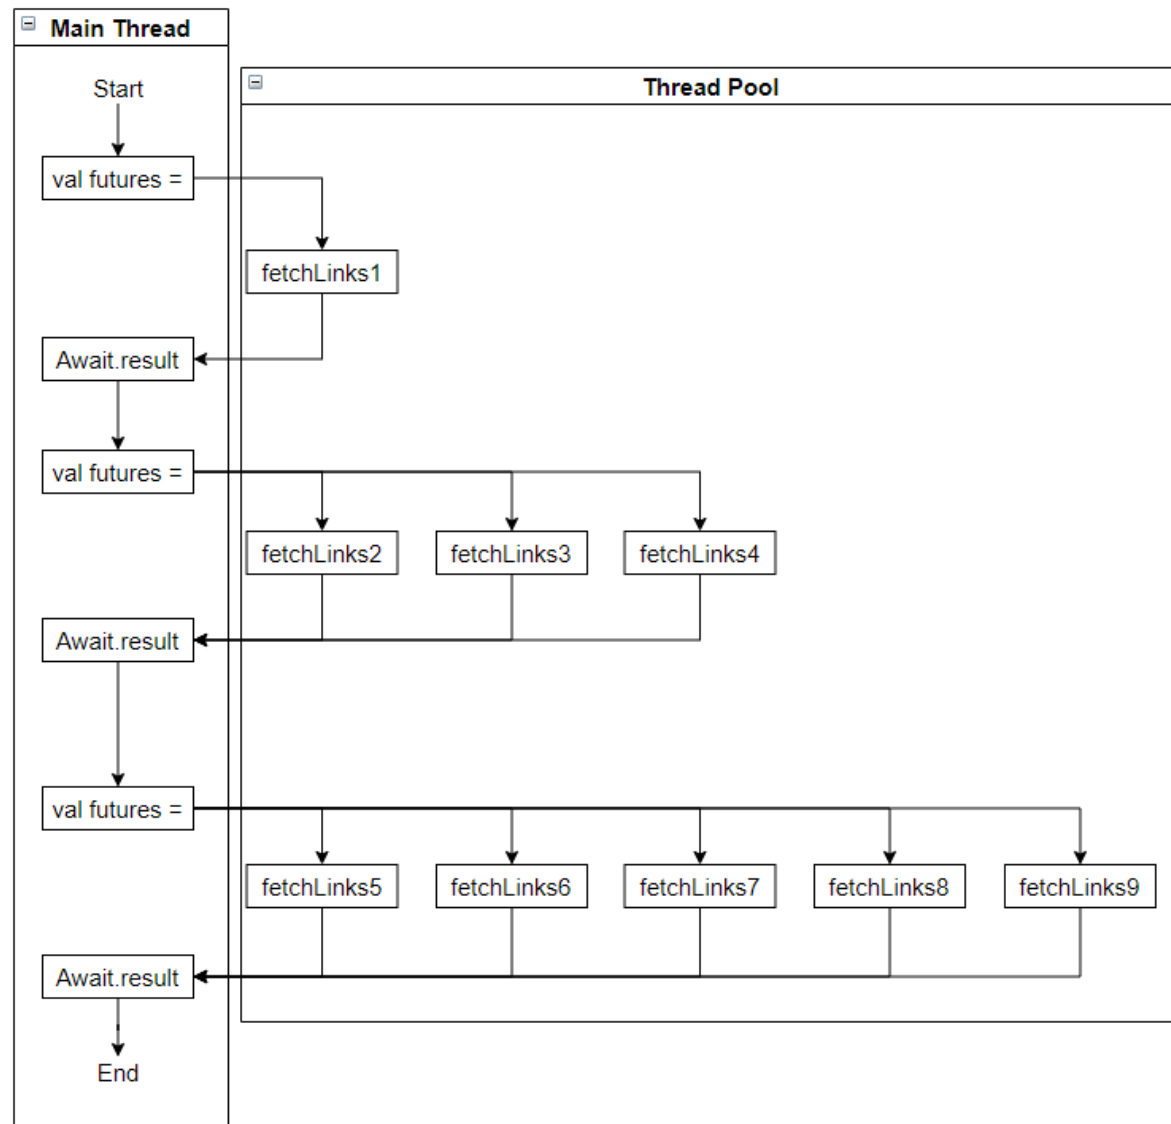 Main Thread
Thread Pool
Start
val futures =
fetchLinks1
Await.result
val futures =
fetchLinks2
fetchLinks3
fetchLinks4
Await.result
val futures =
fetchLinks5
fetchLinks6
fetchLinks7
fetchLinks8
fetchLinks9
Await.result
End